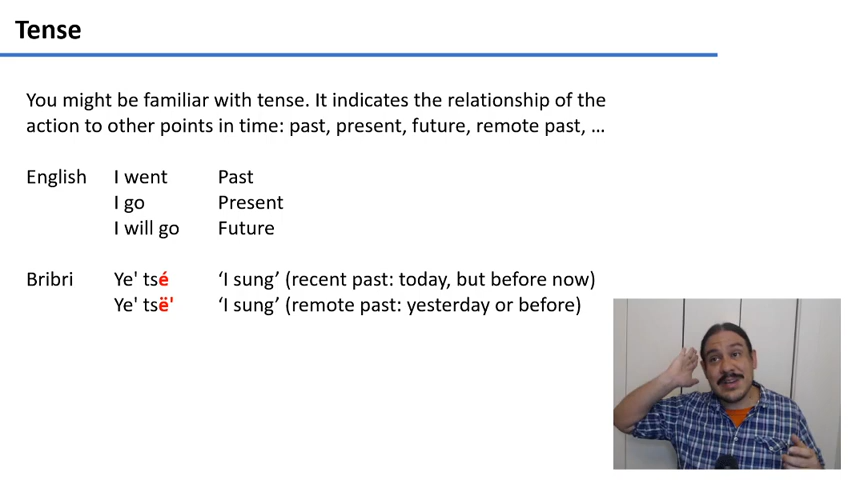 Tense
You might be familiar with tense. It indicates the relationship of the
action to other points in time: past, present, future, remote past, …
English I went Past
I go Present
I will go Future
Bribri Ye' tsé ‘I sung’ (recent past: today, but before now)
Ye' tsë' ‘I sung’ (remote past: yesterday or before)